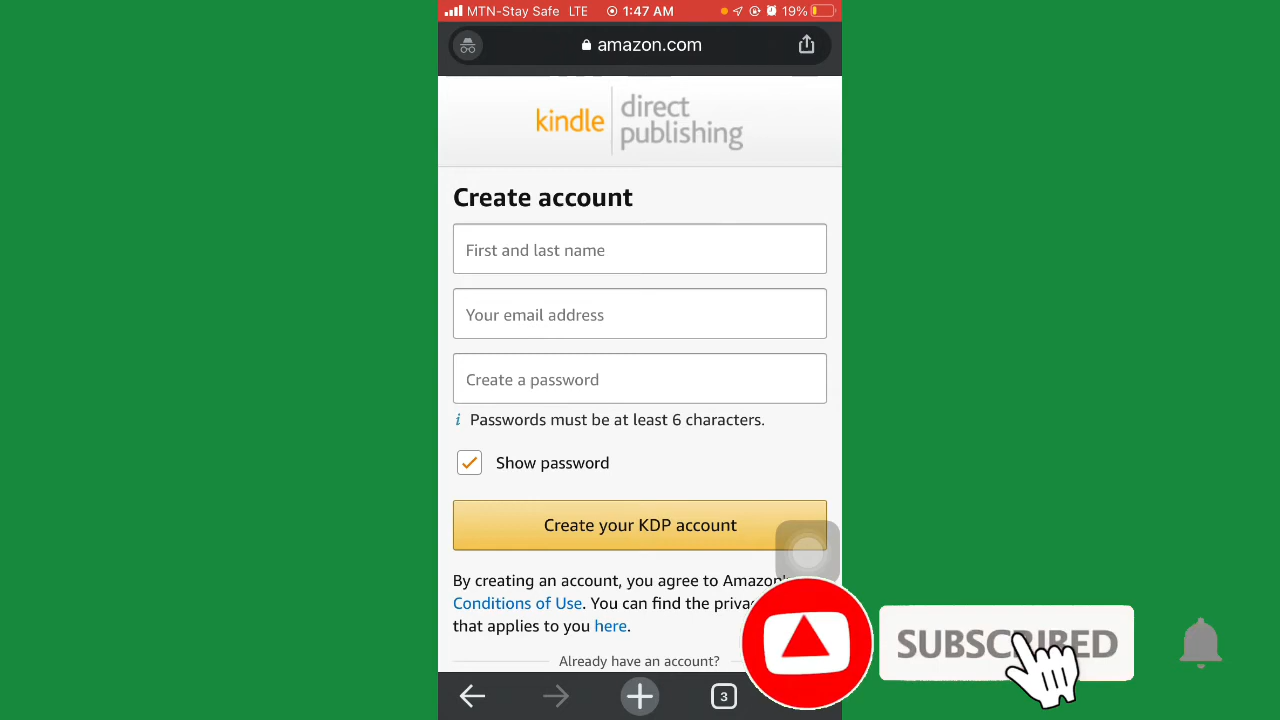 MTN-Stay Safe LTE 1:47 AM 19%
amazon.com
kindle direct publishing
Create account
First and last name
Your email address
Create a password
i Passwords must be at least 6 characters.
Show password
Create your KDP account
By creating an account, you agree to Amazon's
Conditions of Use. You can find the priva
that applies to you here.
Already have an account?
SUBSCRIBED
3